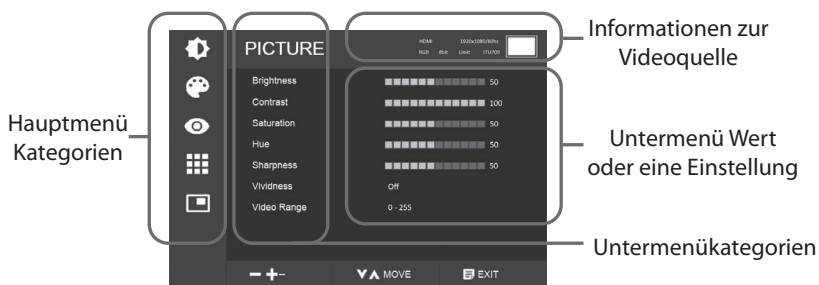 Informationen zur
Videoquelle
PICTURE
HDMI 1920x1080/60hz
RGB 8bit Limit ITU709
Brightness 50
Contrast 100
Saturation 50
Hue 50
Sharpness 50
Vividness Off
Video Range 0 - 255
Hauptmenü
Kategorien
Untermenü Wert
oder eine Einstellung
Untermenükategorien
MOVE
EXIT